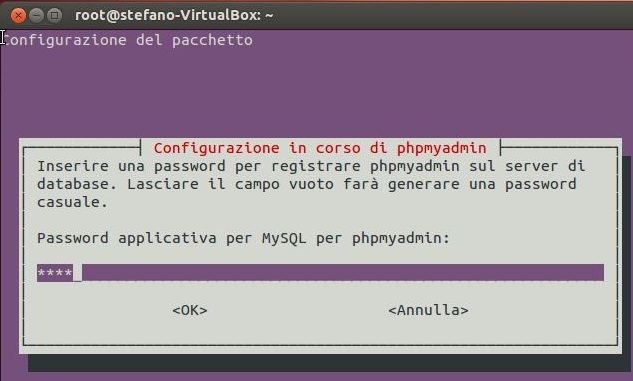 root@stefano-VirtualBox: ~
Configurazione del pacchetto
Configurazione in corso di phpmyadmin
Inserire una password per registrare phpmyadmin sul server di
database. Lasciare il campo vuoto farà generare una password
casuale.
Password applicativa per MySQL per phpmyadmin:
****_
<OK> <Annulla>